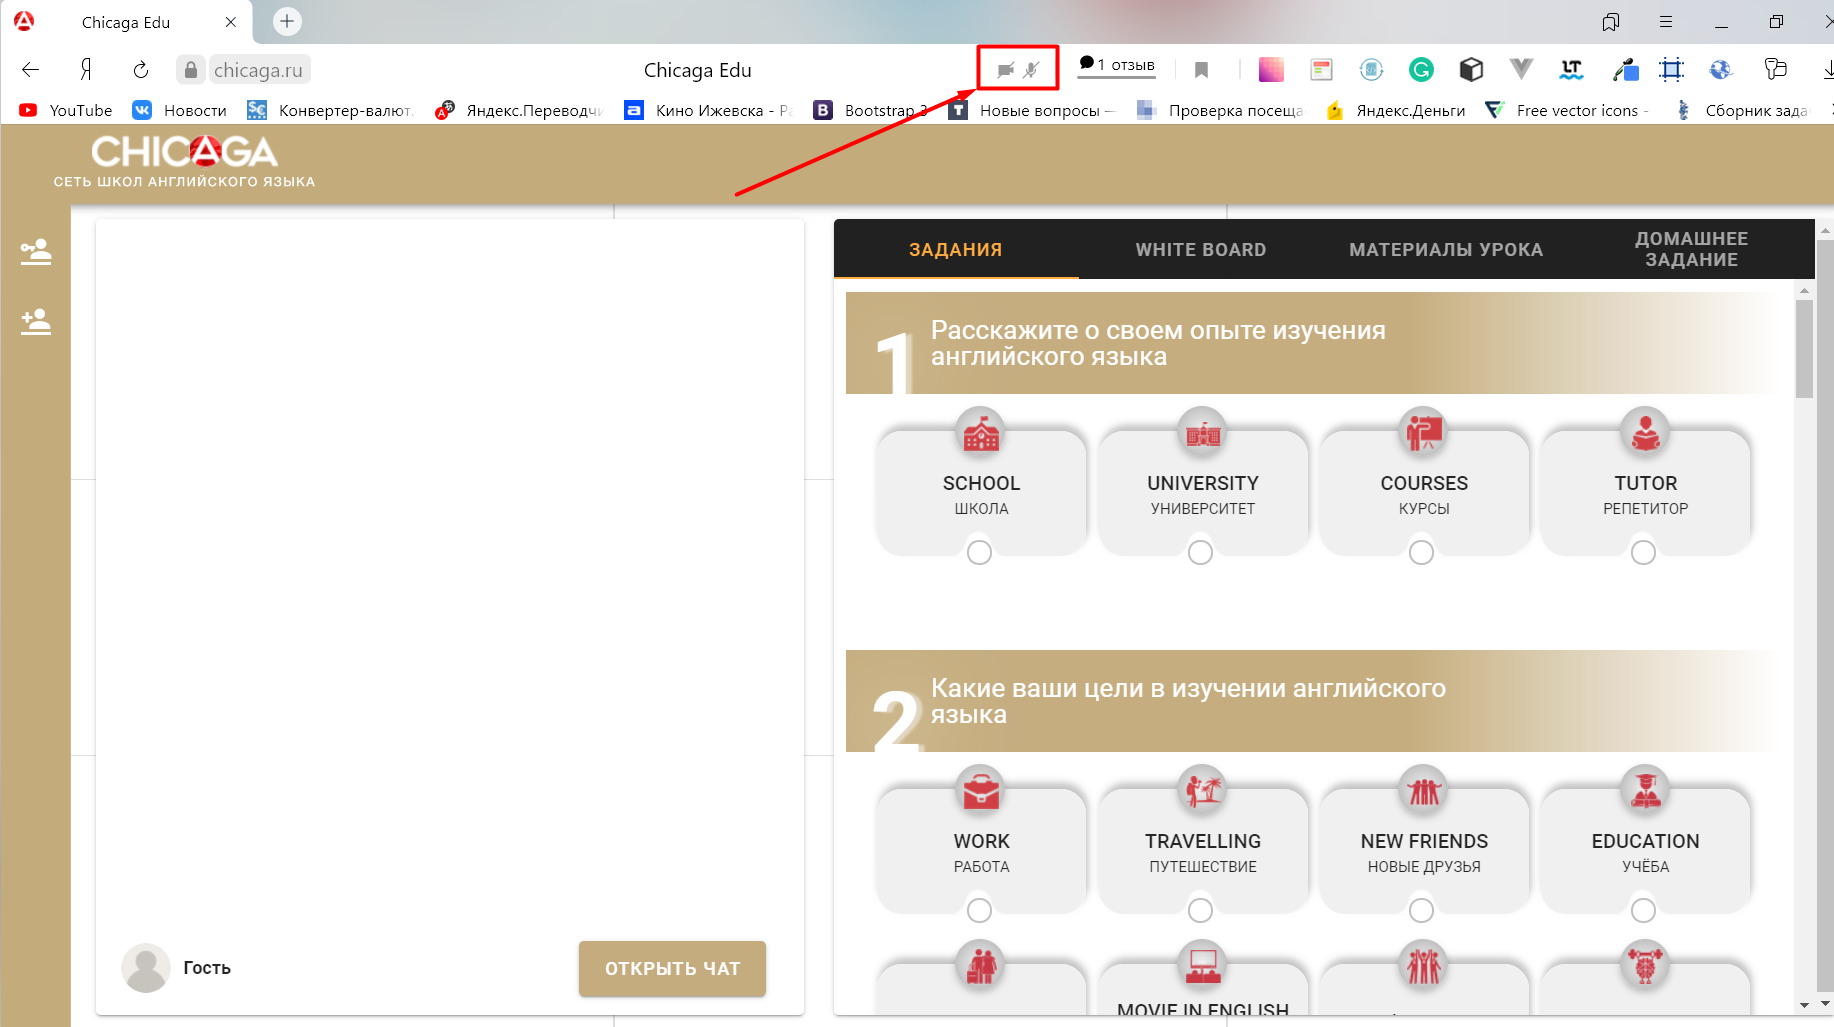 Chicaga Edu
chicaga.ru
Chicaga Edu
1 отзыв
YouTube
Новости
Конвертер-валют.
Яндекс.Переводчи
Кино Ижевска - Ра
Bootstrap 3
Новые вопросы —
Проверка посеща
Яндекс.Деньги
Free vector icons -
Сборник зада
CHICAGA
СЕТЬ ШКОЛ АНГЛИЙСКОГО ЯЗЫКА
ЗАДАНИЯ
WHITE BOARD
МАТЕРИАЛЫ УРОКА
ДОМАШНЕЕ
ЗАДАНИЕ
1
Расскажите о своем опыте изучения
английского языка
SCHOOL
ШКОЛА
UNIVERSITY
УНИВЕРСИТЕТ
COURSES
КУРСЫ
TUTOR
РЕПЕТИТОР
2
Какие ваши цели в изучении английского
языка
WORK
РАБОТА
TRAVELLING
ПУТЕШЕСТВИЕ
NEW FRIENDS
НОВЫЕ ДРУЗЬЯ
EDUCATION
УЧЁБА
MOVIE IN ENGLISH
Гость
ОТКРЫТЬ ЧАТ